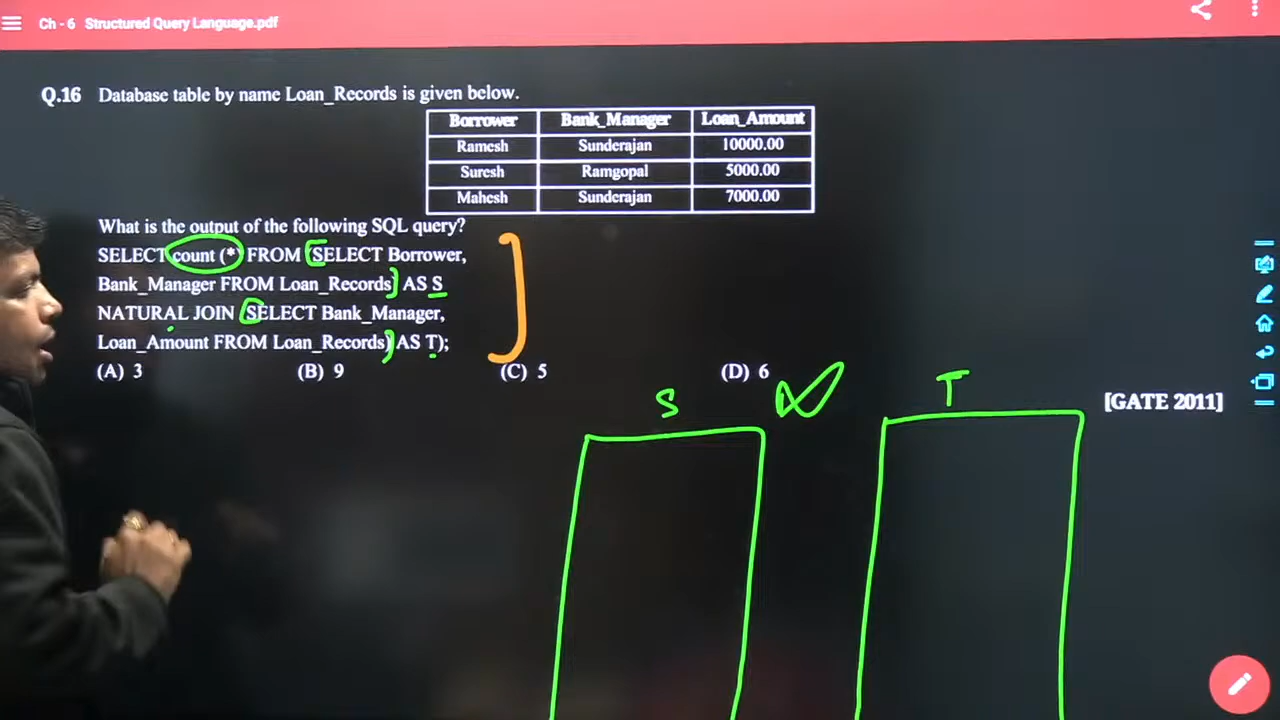 Ch - 6 Structured Query Language.pdf
Q.16 Database table by name Loan_Records is given below.
Borrower Bank_Manager Loan_Amount
Ramesh Sunderajan 10000.00
Suresh Ramgopal 5000.00
Mahesh Sunderajan 7000.00
What is the output of the following SQL query?
SELECT count (*) FROM (SELECT Borrower,
Bank_Manager FROM Loan_Records) AS S
NATURAL JOIN (SELECT Bank_Manager,
Loan_Amount FROM Loan_Records) AS T);
(A) 3 (B) 9 (C) 5 (D) 6
[GATE 2011]
S ⋈ T